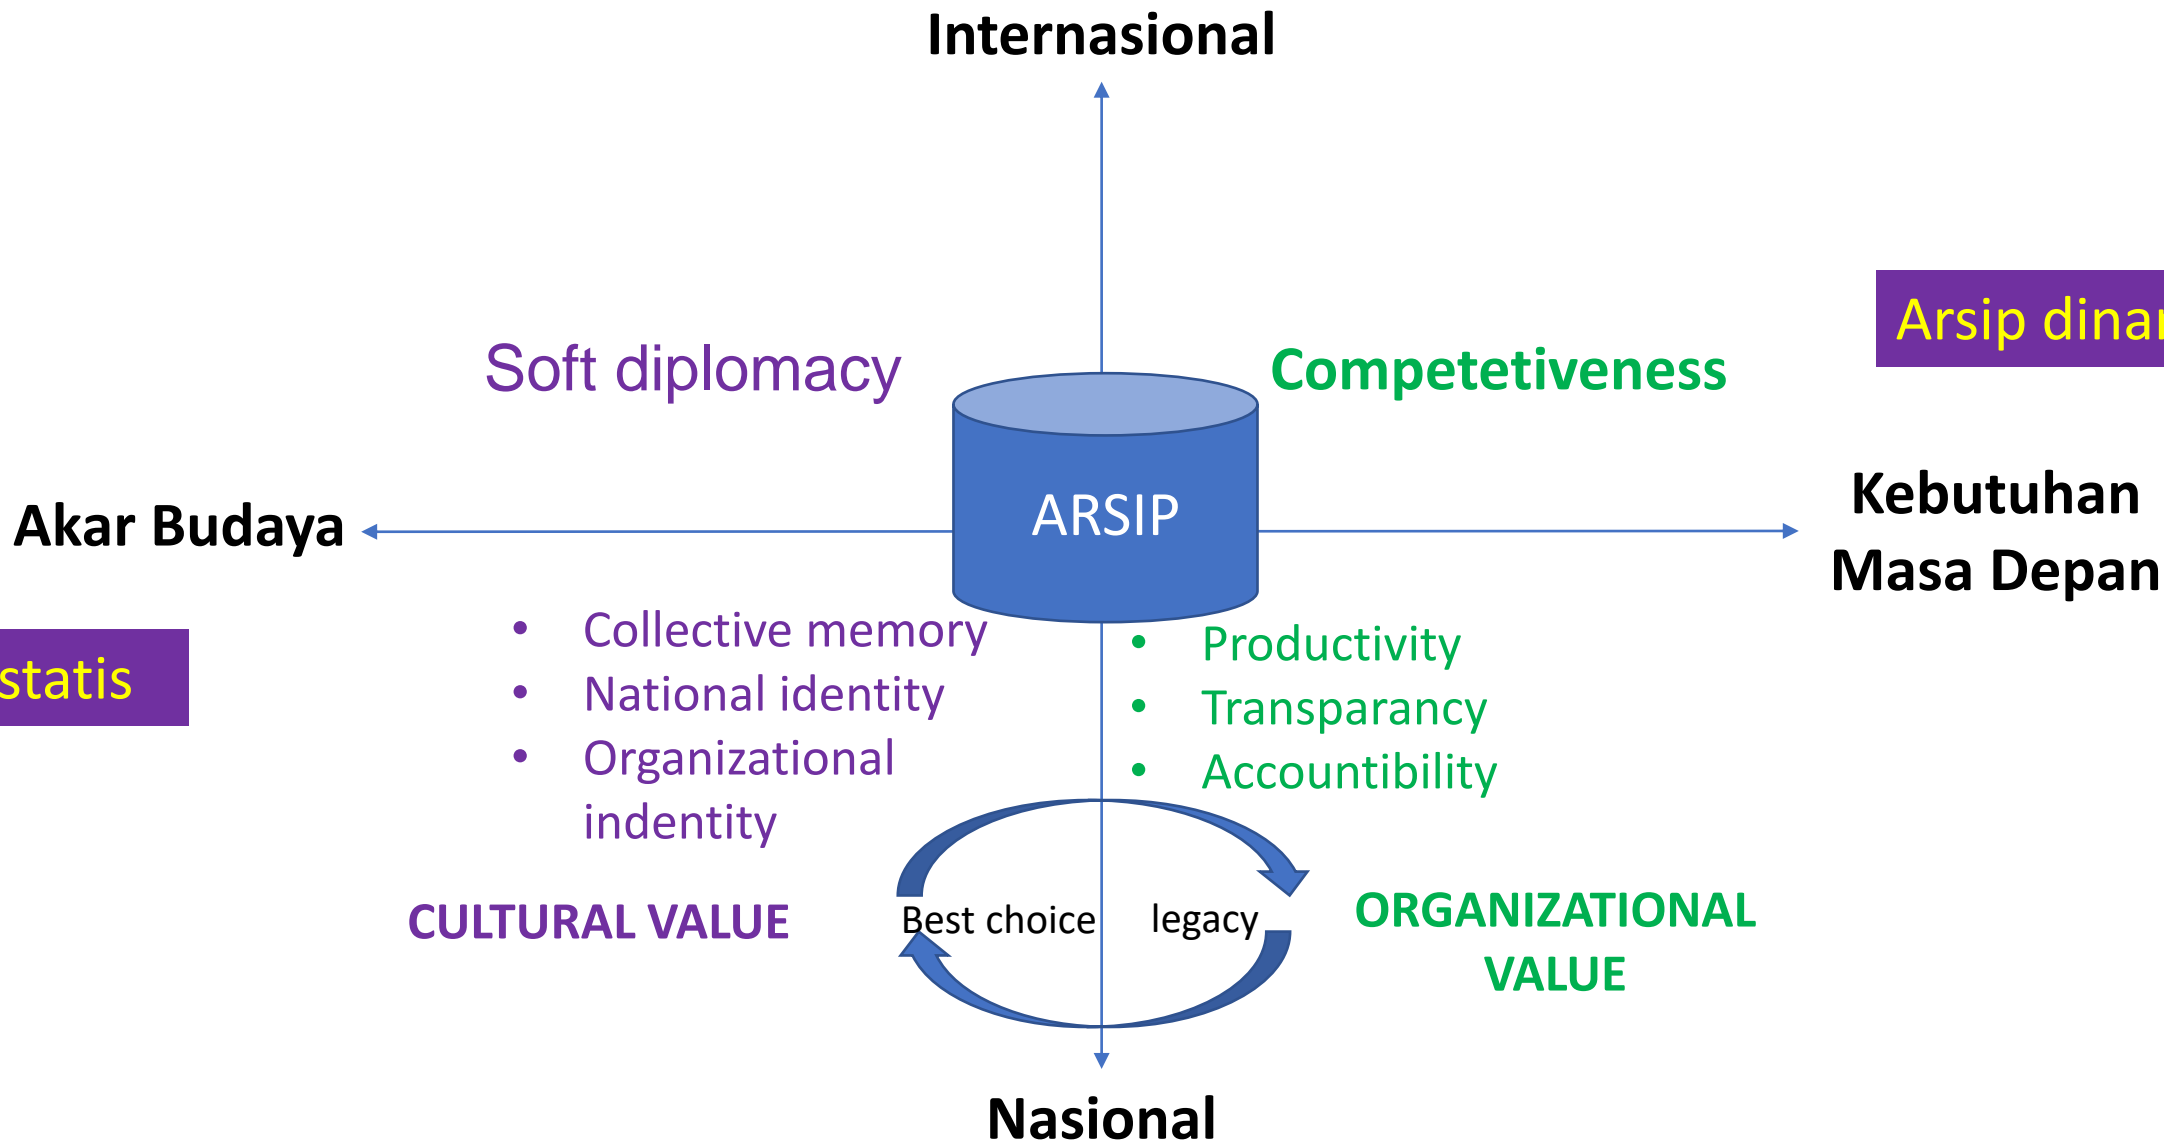 Internasional
Arsip dinar
Soft diplomacy
Competetiveness
ARSIP
Akar Budaya
Kebutuhan
Masa Depan
statis
• Collective memory
• National identity
• Organizational
indentity
• Productivity
• Transparancy
• Accountibility
CULTURAL VALUE
Best choice
legacy
ORGANIZATIONAL
VALUE
Nasional